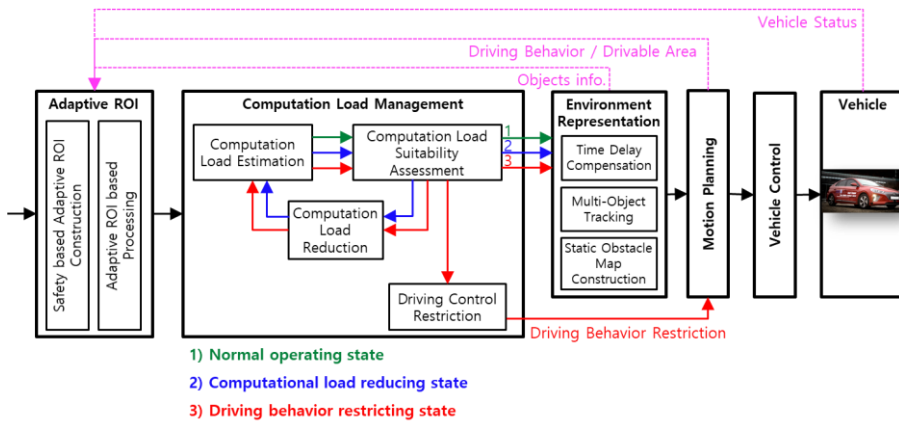 Vehicle Status
Driving Behavior / Drivable Area
Objects info.
Adaptive ROI
Safety based Adaptive ROI
Construction
Adaptive ROI based
Processing
Computation Load Management
Computation
Load Estimation
Computation Load
Suitability
Assessment
Computation
Load
Reduction
Driving Control
Restriction
1
2
3
Environment
Representation
Time Delay
Compensation
Multi-Object
Tracking
Static Obstacle
Map
Construction
Motion Planning
Vehicle Control
Vehicle
Driving Behavior Restriction
1) Normal operating state
2) Computational load reducing state
3) Driving behavior restricting state